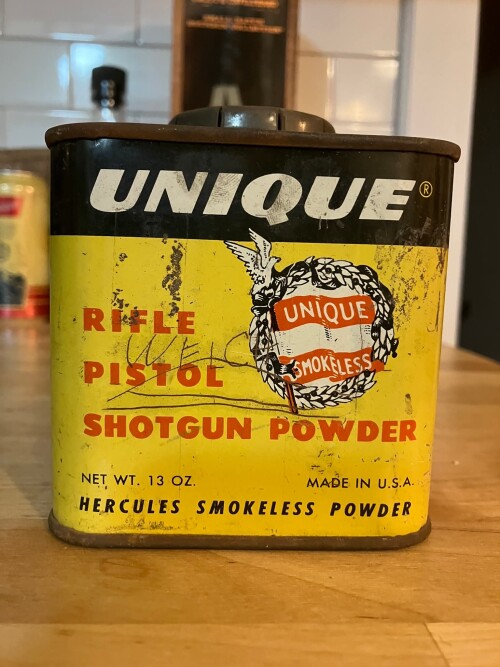 UNIQUE®
UNIQUE
SMOKELESS
RIFLE
PISTOL
SHOTGUN POWDER
NET WT. 13 OZ. MADE IN U.S.A.
HERCULES SMOKELESS POWDER